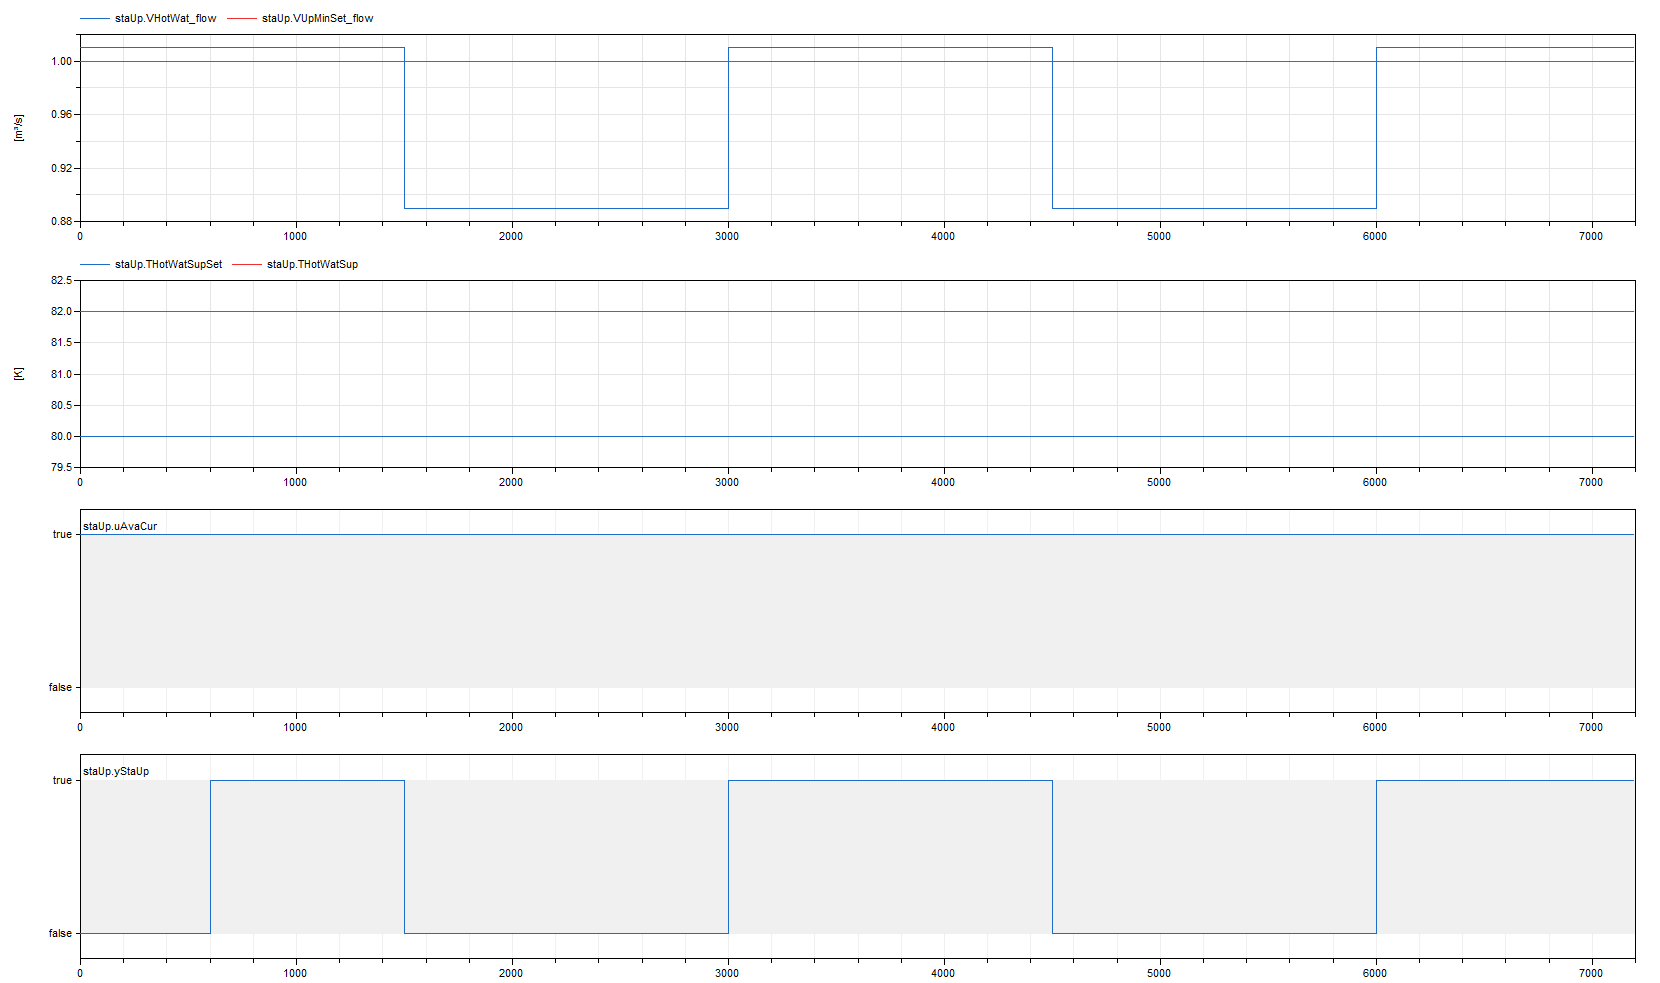 staUp.VHotWat_flow staUp.VUpMinSet_flow
1.00
0.96
0.92
0.88
[m³/s]
0 1000 2000 3000 4000 5000 6000 7000
staUp.THotWatSupSet staUp.THotWatSup
82.5
82.0
81.5
81.0
80.5
80.0
79.5
[K]
0 1000 2000 3000 4000 5000 6000 7000
staUp.uAvaCur
true
false
0 1000 2000 3000 4000 5000 6000 7000
staUp.yStaUp
true
false
0 1000 2000 3000 4000 5000 6000 7000